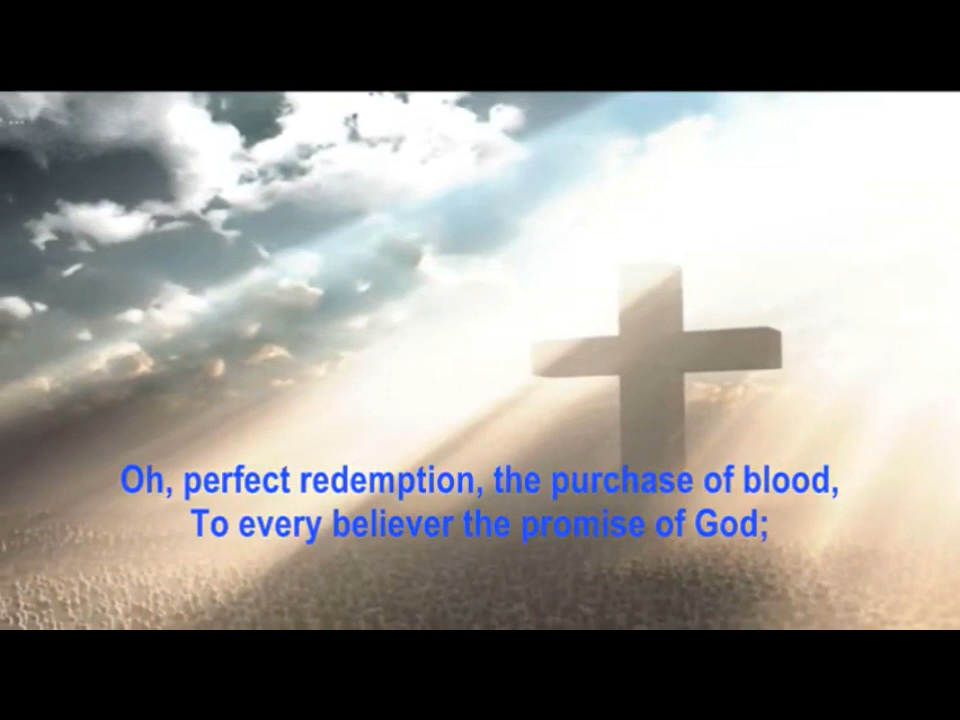 Oh, perfect redemption, the purchase of blood,
To every believer the promise of God;